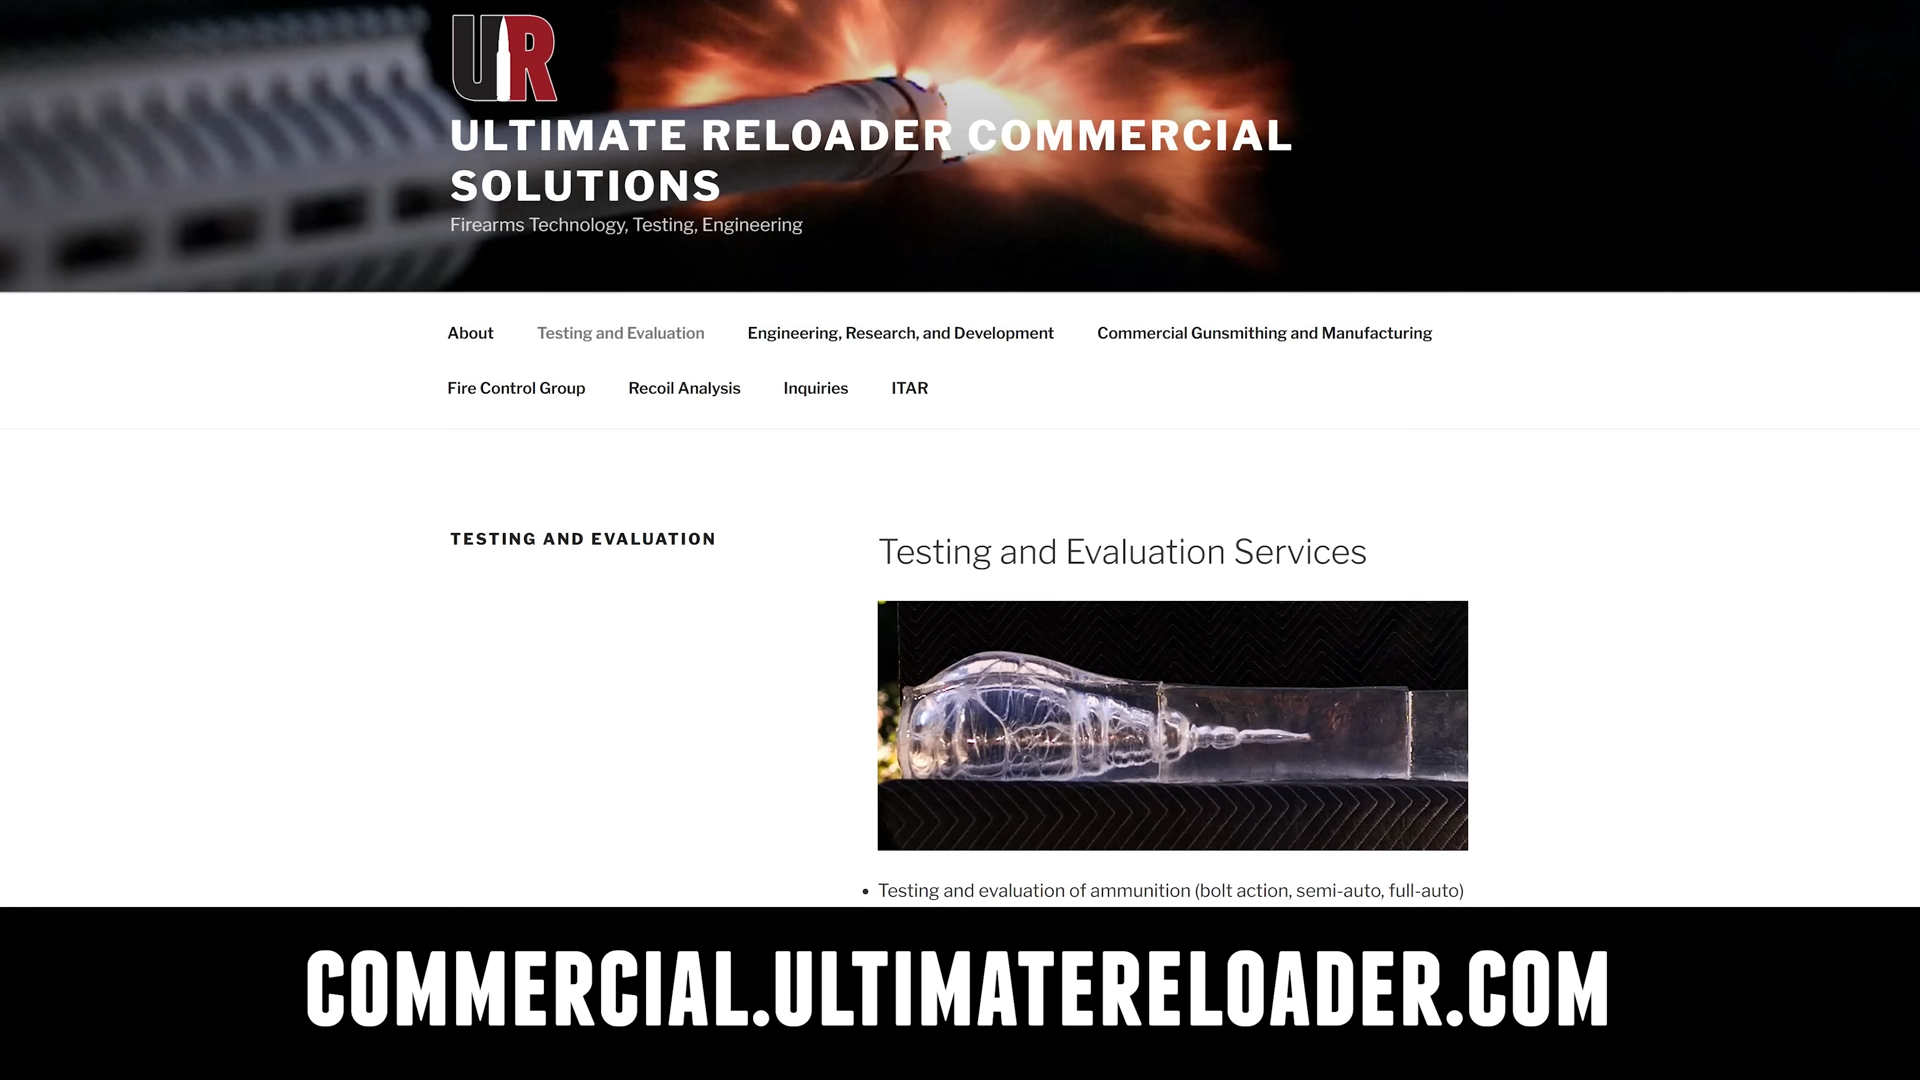 UR
ULTIMATE RELOADER COMMERCIAL
SOLUTIONS
Firearms Technology, Testing, Engineering
About Testing and Evaluation Engineering, Research, and Development Commercial Gunsmithing and Manufacturing
Fire Control Group Recoil Analysis Inquiries ITAR
TESTING AND EVALUATION
Testing and Evaluation Services
• Testing and evaluation of ammunition (bolt action, semi-auto, full-auto)
COMMERCIAL.ULTIMATERELOADER.COM